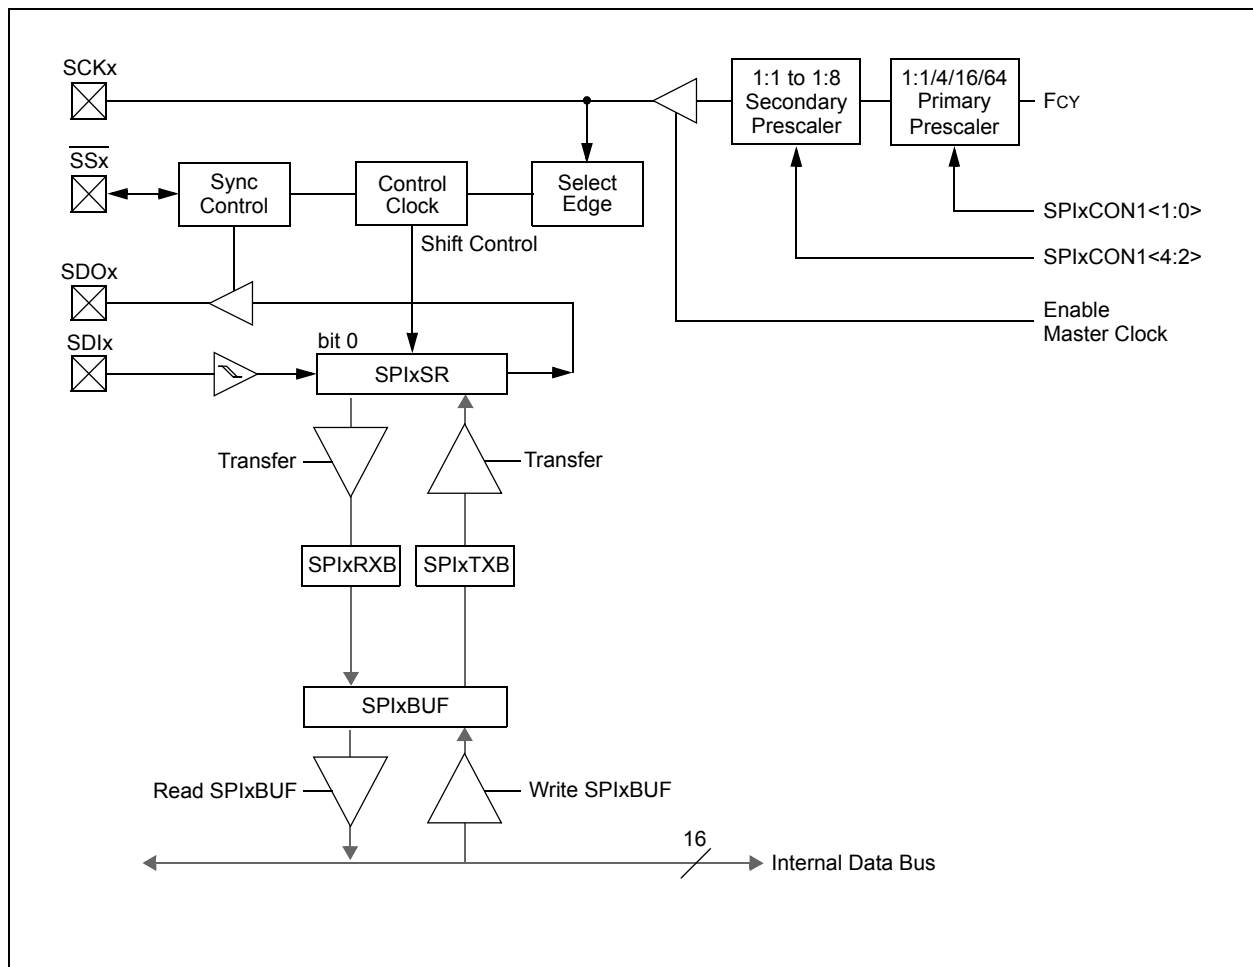 SCKx
1:1 to 1:8
Secondary
Prescaler
1:1/4/16/64
Primary
Prescaler
FCY
SSx
Sync
Control
Control
Clock
Select
Edge
SPIxCON1<1:0>
Shift Control
SPIxCON1<4:2>
SDOx
Enable
Master Clock
SDIx
bit 0
SPIxSR
Transfer
Transfer
SPIxRXB
SPIxTXB
SPIxBUF
Read SPIxBUF
Write SPIxBUF
16
Internal Data Bus